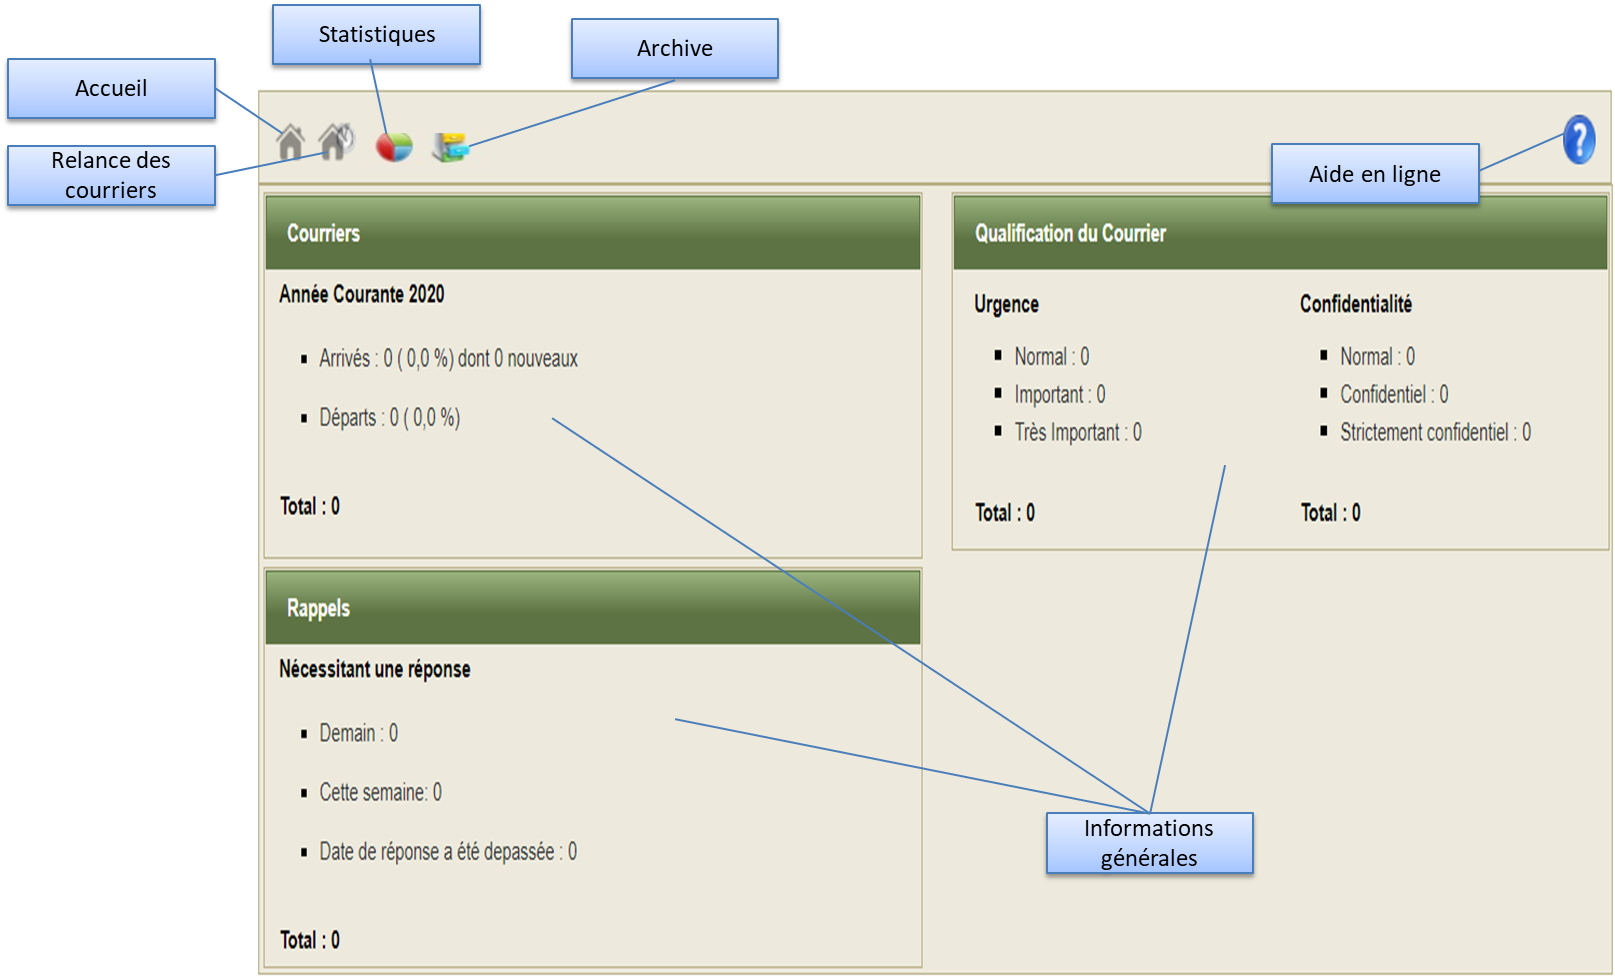 Statistiques
Archive
Accueil
Relance des
courriers
Aide en ligne
Courriers
Année Courante 2020
Arrivés : 0 ( 0,0 %) dont 0 nouveaux
Départs : 0 ( 0,0 %)
Total : 0
Qualification du Courrier
Urgence
Normal : 0
Important : 0
Très Important : 0
Total : 0
Confidentialité
Normal : 0
Confidentiel : 0
Strictement confidentiel : 0
Total : 0
Rappels
Nécessitant une réponse
Demain : 0
Cette semaine: 0
Date de réponse a été depassée : 0
Total : 0
Informations
générales